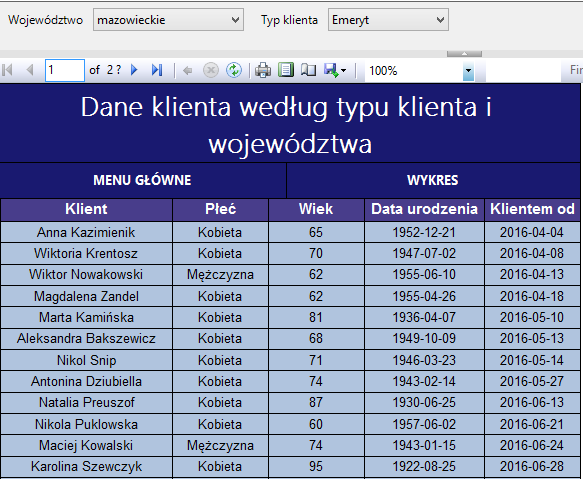 Województwo mazowieckie Typ klienta Emeryt
1 of 2 ? 100%
Dane klienta według typu klienta i
województwa
MENU GŁÓWNE WYKRES
Klient Płeć Wiek Data urodzenia Klientem od
Anna Kazimienik Kobieta 65 1952-12-21 2016-04-04
Wiktoria Krentosz Kobieta 70 1947-07-02 2016-04-08
Wiktor Nowakowski Mężczyzna 62 1955-06-10 2016-04-13
Magdalena Zandel Kobieta 62 1955-04-26 2016-04-18
Marta Kamińska Kobieta 81 1936-04-07 2016-05-10
Aleksandra Bakszewicz Kobieta 68 1949-10-09 2016-05-13
Nikol Snip Kobieta 71 1946-03-23 2016-05-14
Antonina Dziubiella Kobieta 74 1943-02-14 2016-05-27
Natalia Preuszof Kobieta 87 1930-06-25 2016-06-13
Nikola Puklowska Kobieta 60 1957-06-02 2016-06-21
Maciej Kowalski Mężczyzna 74 1943-01-15 2016-06-24
Karolina Szewczyk Kobieta 95 1922-08-25 2016-06-28